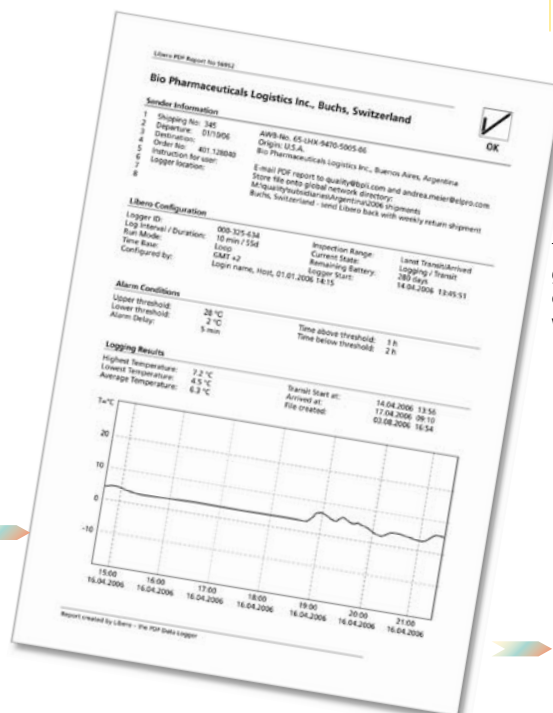 Libero PDF Report No 56952
Bio Pharmaceuticals Logistics Inc., Buchs, Switzerland
OK
Sender Information
1 Shipping No: 345 AWB-No. 65-LHX-9470-5005-06
2 Departure: 01/10/06 Origin: U.S.A.
3 Destination: Bio Pharmaceuticals Logistics Inc., Buenos Aires, Argentina
4 Order No: 401.128040
5 Instruction for user: E-mail PDF report to quality@bpli.com and andrea.meier@elpro.com
6 Logger location: Store file onto global network directory:
7 M:\quality\subsidiaries\Argentina\2006 shipments
8 Buchs, Switzerland - send Libero back with weekly return shipment
Libero Configuration
Logger ID: 000-325-634 Inspection Range: Lanst Transit/Arrived
Log Interval / Duration: 10 min / 55d Current State: Logging / Transit
Run Mode: Loop Remaining Battery: 280 days
Time Base: GMT +2 Logger Start: 14.04.2006 13:45:51
Configured by: Login name, Host, 01.01.2006 14:15
Alarm Conditions
Upper threshold: 28 °C Time above threshold: 1 h
Lower threshold: 2 °C Time below threshold: 2 h
Alarm Delay: 5 min
Logging Results
Highest Temperature: 7.2 °C Transit Start at: 14.04.2006 13:56
Lowest Temperature: 4.5 °C Arrived at: 17.04.2006 09:10
Average Temperature: 6.3 °C File created: 03.08.2006 16:54
T=°C
20
10
0
-10
15:00 16:00 17:00 18:00 19:00 20:00 21:00
16.04.2006 16.04.2006 16.04.2006 16.04.2006 16.04.2006 16.04.2006 16.04.2006
Report created by Libero - the PDF Data Logger